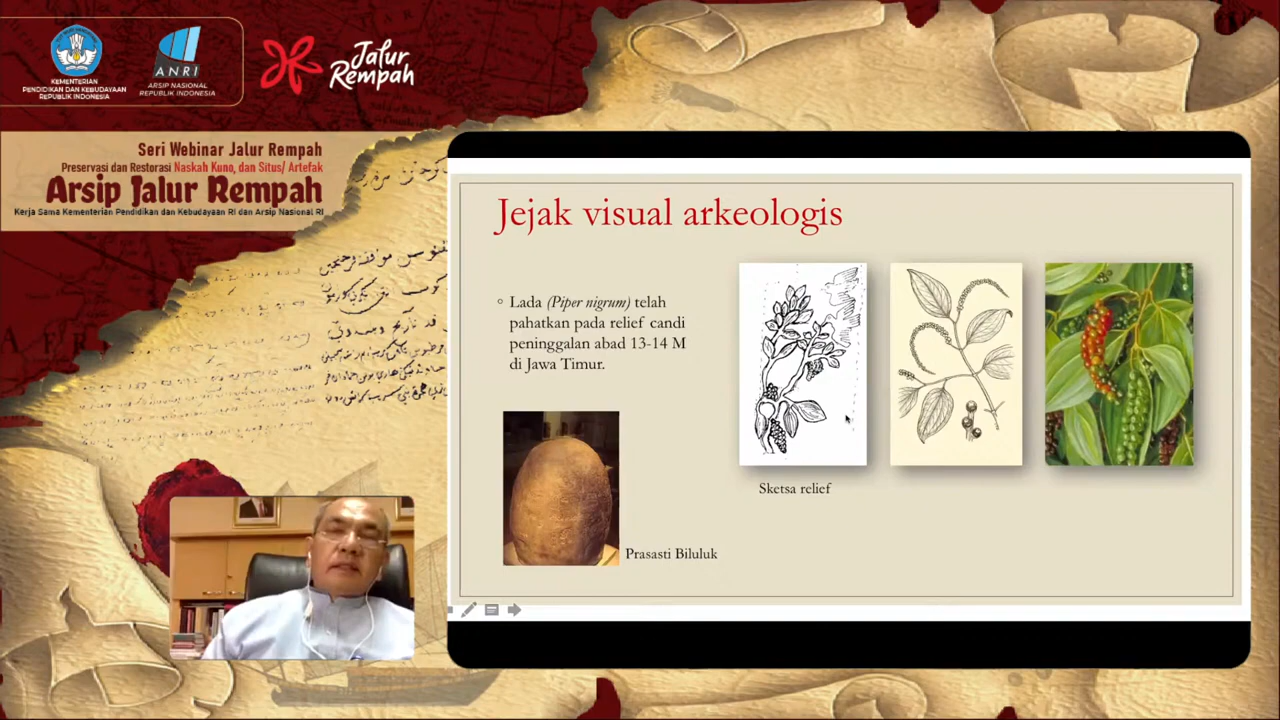 KEMENTERIAN
PENDIDIKAN DAN KEBUDAYAAN
REPUBLIK INDONESIA
ANRI
ARSIP NASIONAL
REPUBLIK INDONESIA
Jalur
Rempah
Seri Webinar Jalur Rempah
Preservasi dan Restorasi Naskah Kuno, dan Situs/ Artefak
Arsip Jalur Rempah
Kerja Sama Kementerian Pendidikan dan Kebudayaan RI dan Arsip Nasional RI
Jejak visual arkeologis
Lada (Piper nigrum) telah
pahatkan pada relief candi
peninggalan abad 13-14 M
di Jawa Timur.
Sketsa relief
Prasasti Biluluk